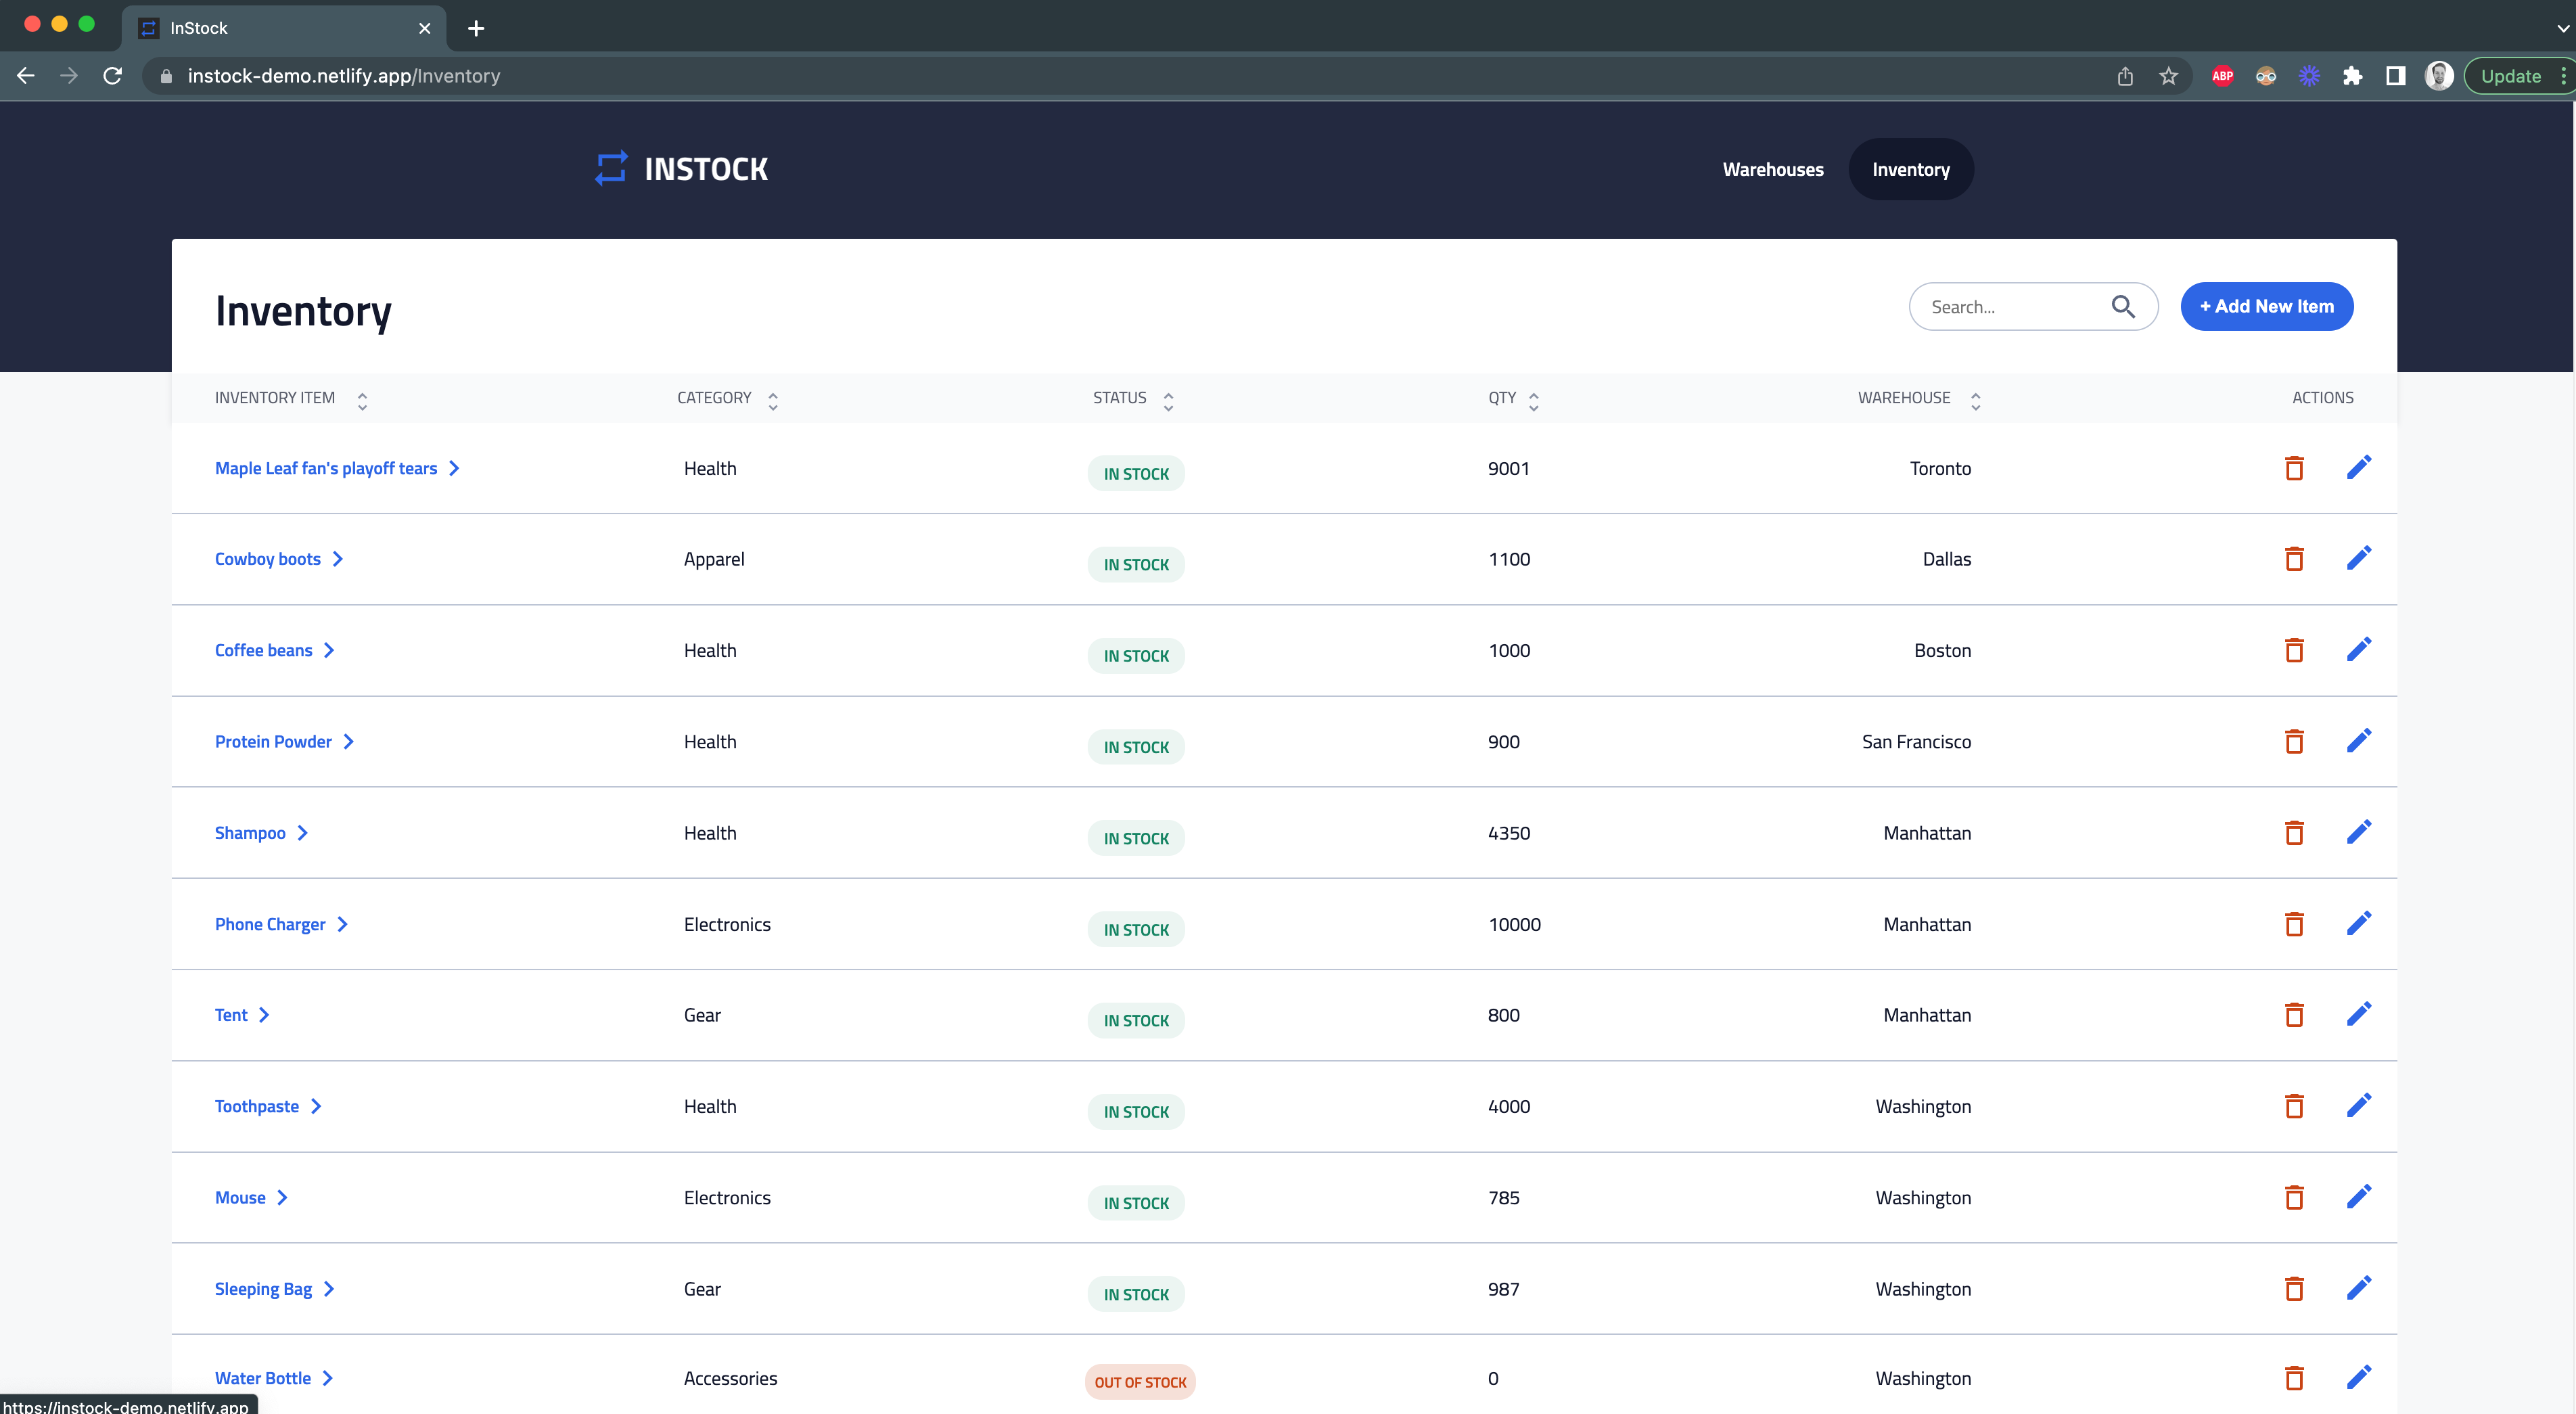 InStock
instock-demo.netlify.app/Inventory
ABP
Update
INSTOCK
Warehouses Inventory
Inventory
Search...
+ Add New Item
INVENTORY ITEM CATEGORY STATUS QTY WAREHOUSE ACTIONS
Maple Leaf fan's playoff tears Health IN STOCK 9001 Toronto
Cowboy boots Apparel IN STOCK 1100 Dallas
Coffee beans Health IN STOCK 1000 Boston
Protein Powder Health IN STOCK 900 San Francisco
Shampoo Health IN STOCK 4350 Manhattan
Phone Charger Electronics IN STOCK 10000 Manhattan
Tent Gear IN STOCK 800 Manhattan
Toothpaste Health IN STOCK 4000 Washington
Mouse Electronics IN STOCK 785 Washington
Sleeping Bag Gear IN STOCK 987 Washington
Water Bottle Accessories OUT OF STOCK 0 Washington
https://instock-demo.netlify.app